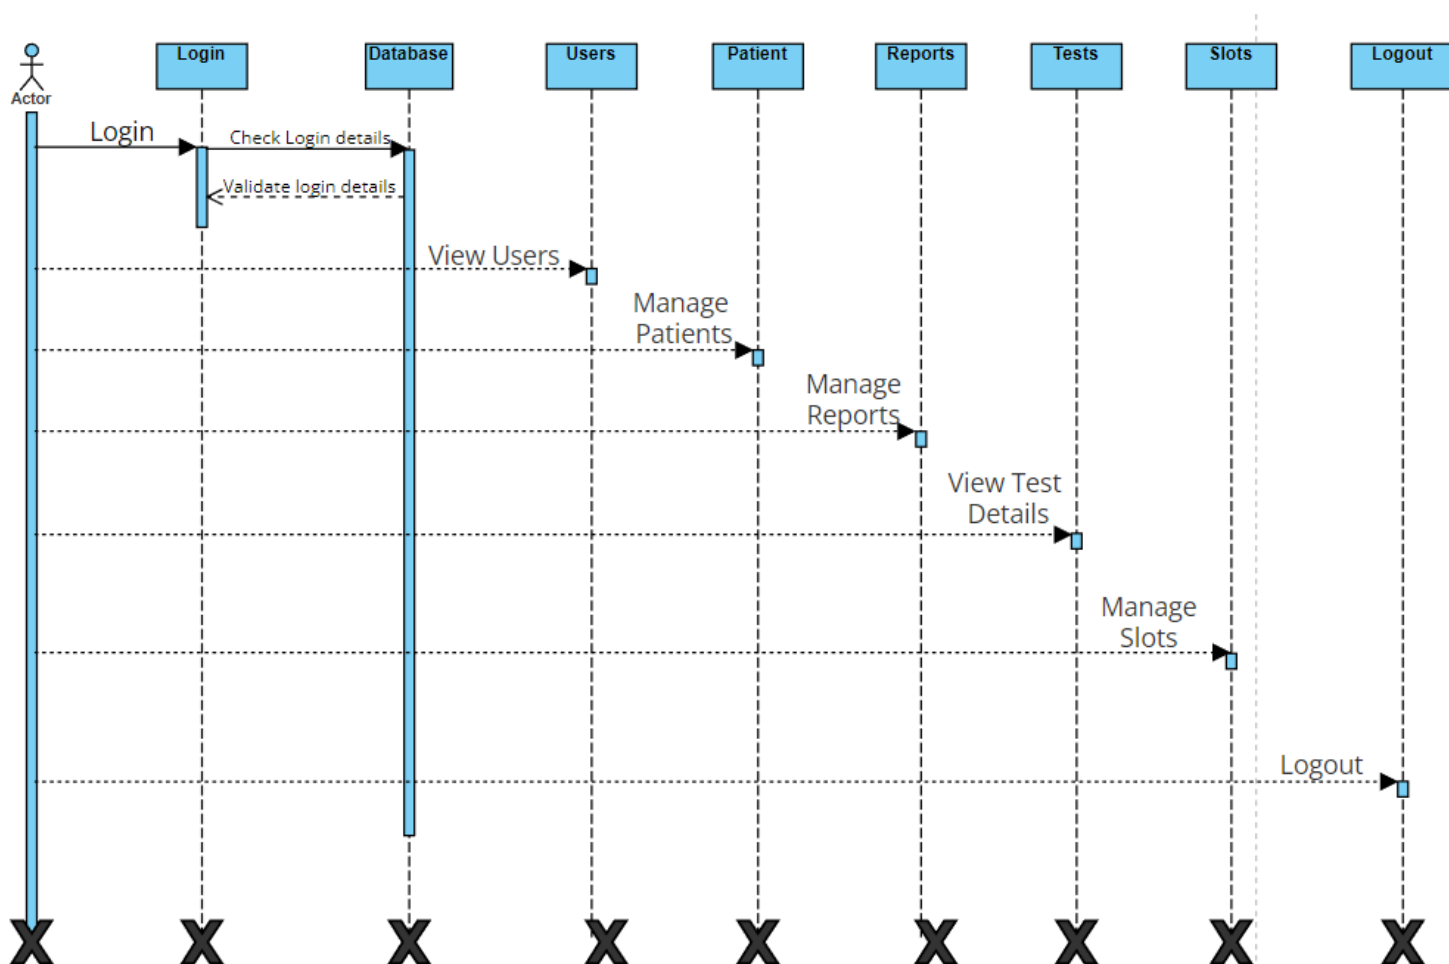 Login
Database
Users
Patient
Reports
Tests
Slots
Logout
Actor
Login
Check Login details
Validate login details
View Users
Manage
Patients
Manage
Reports
View Test
Details
Manage
Slots
Logout